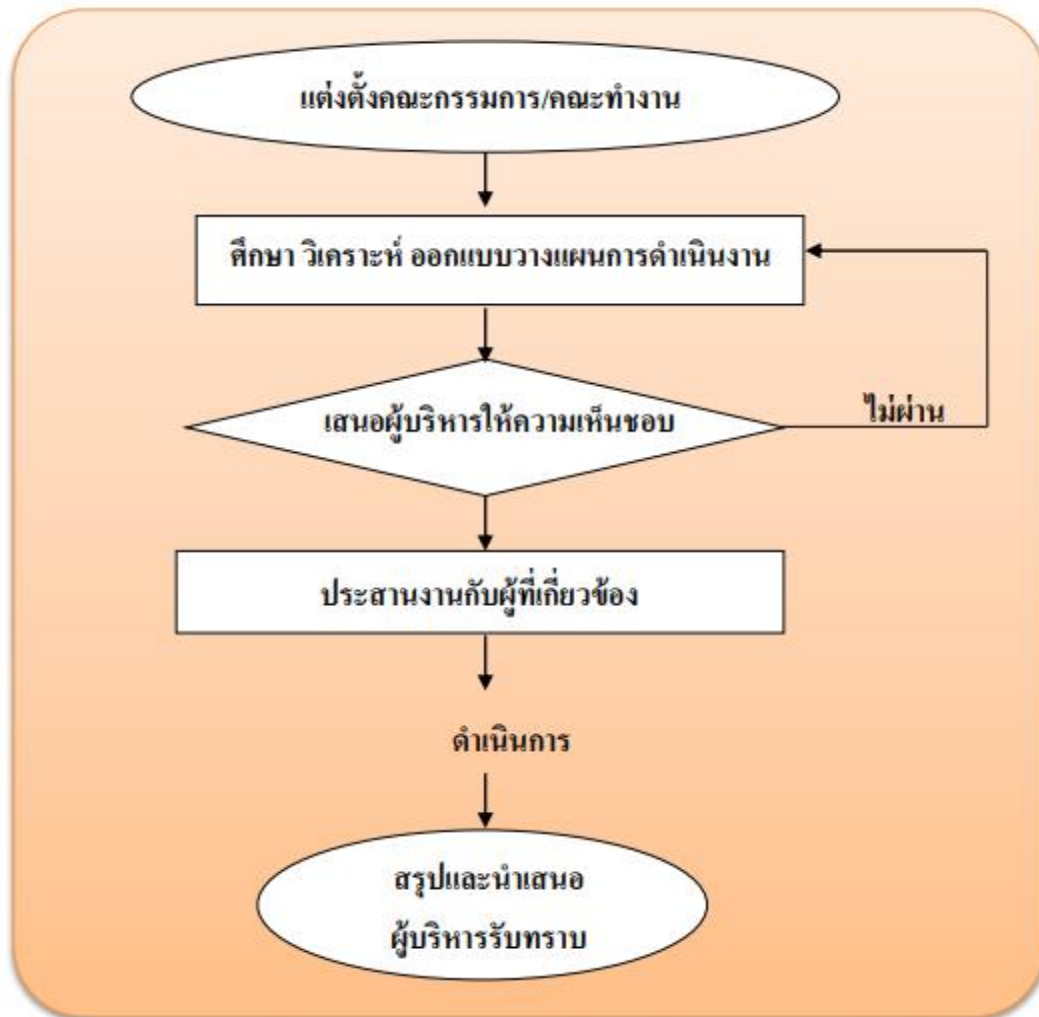 แต่งตั้งคณะกรรมการ/คณะทำงาน
ศึกษา วิเคราะห์ ออกแบบวางแผนการดำเนินงาน
เสนอผู้บริหารให้ความเห็นชอบ
ไม่ผ่าน
ประสานงานกับผู้ที่เกี่ยวข้อง
ดำเนินการ
สรุปและนำเสนอ
ผู้บริหารรับทราบ